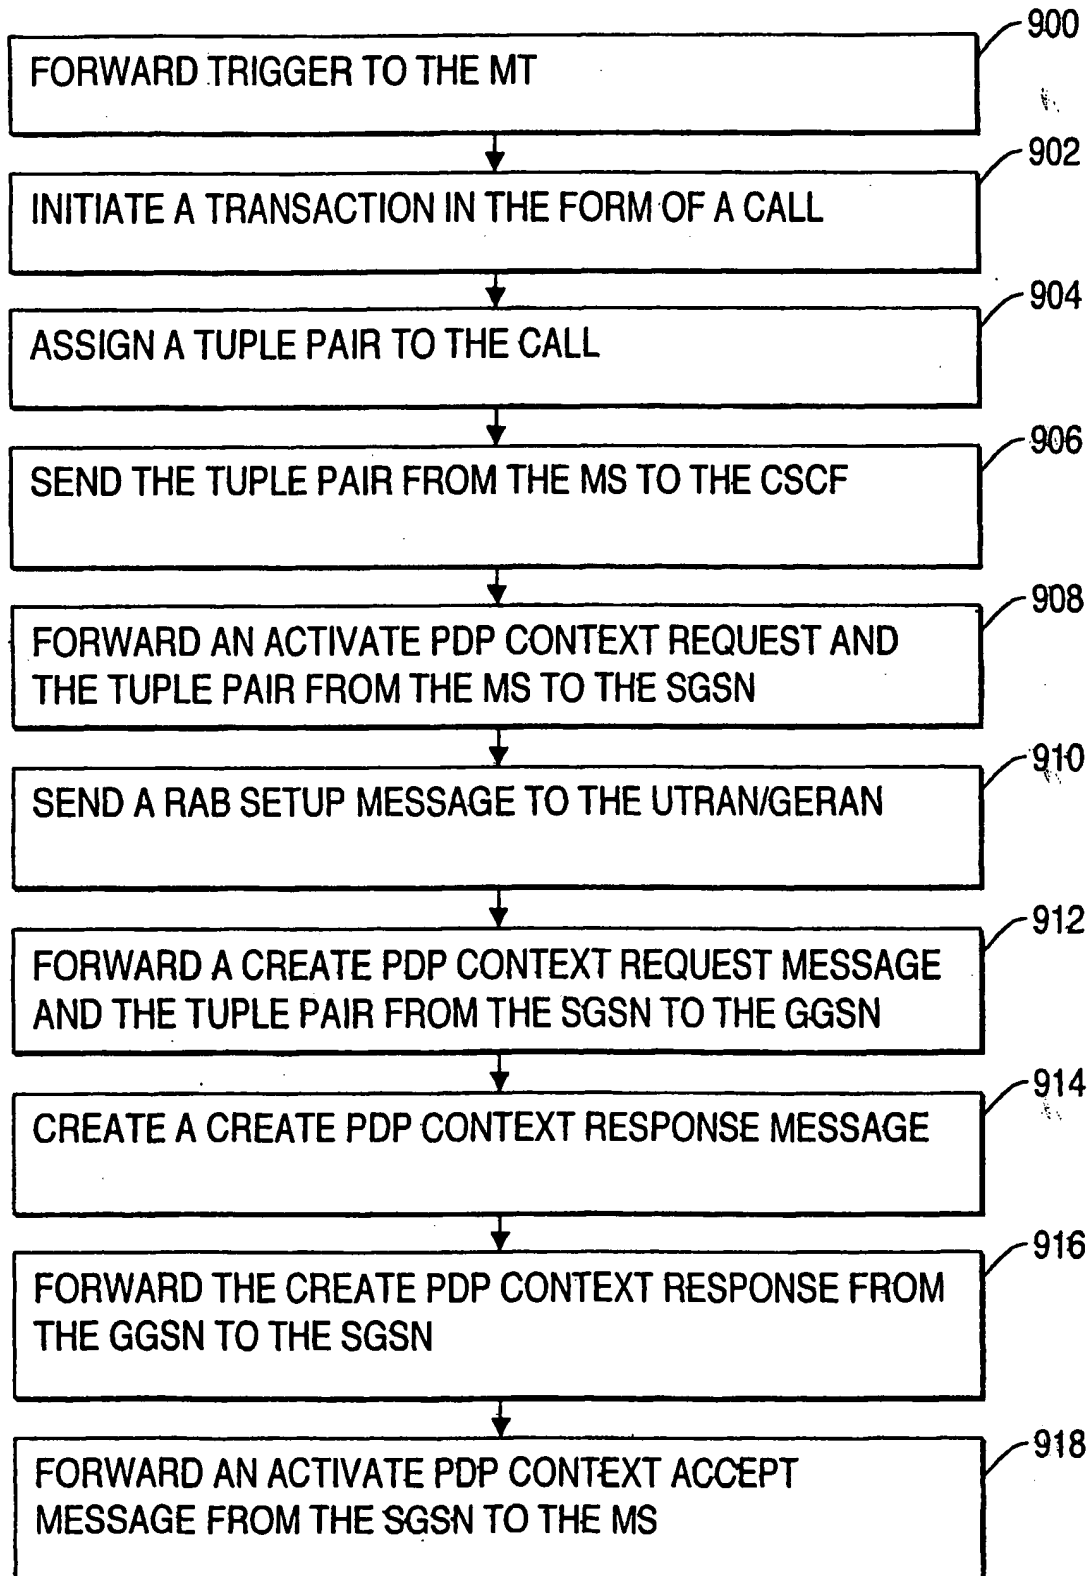 900
FORWARD TRIGGER TO THE MT
902
INITIATE A TRANSACTION IN THE FORM OF A CALL
904
ASSIGN A TUPLE PAIR TO THE CALL
906
SEND THE TUPLE PAIR FROM THE MS TO THE CSCF
908
FORWARD AN ACTIVATE PDP CONTEXT REQUEST AND
THE TUPLE PAIR FROM THE MS TO THE SGSN
910
SEND A RAB SETUP MESSAGE TO THE UTRAN/GERAN
912
FORWARD A CREATE PDP CONTEXT REQUEST MESSAGE
AND THE TUPLE PAIR FROM THE SGSN TO THE GGSN
914
CREATE A CREATE PDP CONTEXT RESPONSE MESSAGE
916
FORWARD THE CREATE PDP CONTEXT RESPONSE FROM
THE GGSN TO THE SGSN
918
FORWARD AN ACTIVATE PDP CONTEXT ACCEPT
MESSAGE FROM THE SGSN TO THE MS